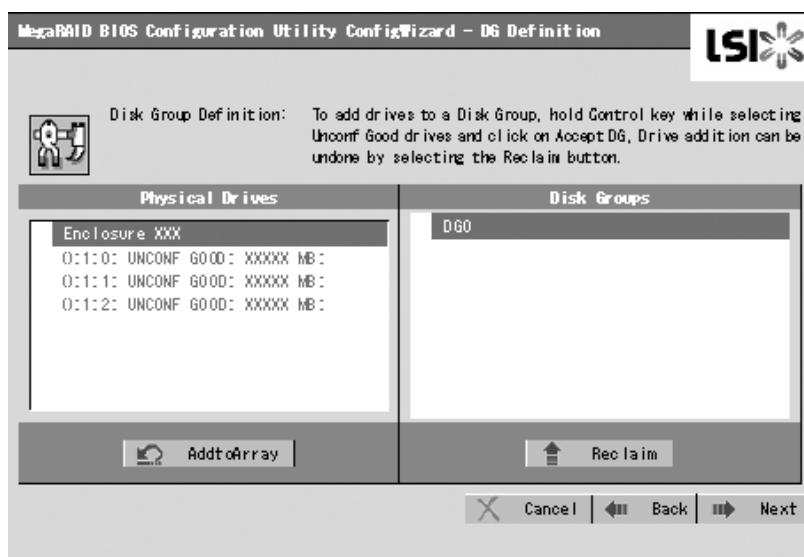 MegaRAID BIOS Configuration Utility ConfigWizard - DG Definition
LSI
Disk Group Definition: To add drives to a Disk Group, hold Control key while selecting
Unconf Good drives and click on Accept DG, Drive addition can be
undone by selecting the Reclaim button.
Physical Drives
Disk Groups
Enclosure XXX
0:1:0: UNCONF GOOD: XXXXX MB:
0:1:1: UNCONF GOOD: XXXXX MB:
0:1:2: UNCONF GOOD: XXXXX MB:
DG0
AddtoArray
Reclaim
Cancel
Back
Next